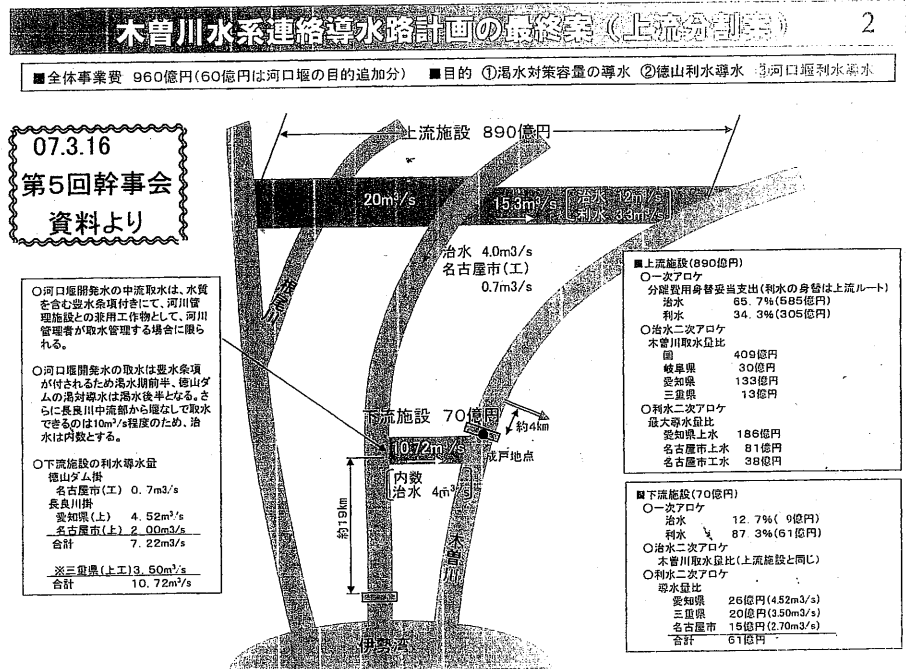 木曽川水系連絡導水路計画の最終案(上流分割案)
2
■全体事業費 960億円(60億円は河口堰の目的追加分) ■目的 ①渇水対策容量の導水 ②徳山利水導水 ③河口堰利水導水
07.3.16
第5回幹事会
資料より
上流施設 890億円
20m³/s
15.3m³/s
治水 12m³/s
利水 3.3m³/s
治水 4.0m3/s
名古屋市(工)
0.7m3/s
長良川
○河口堰開発水の中流取水は、水質
を含む豊水条項付きにて、河川管
理施設との兼用工作物として、河川
管理者が取水管理する場合に限ら
れる。
○河口堰開発水の取水は豊水条項
が付されるため渇水期前半、徳山ダ
ムの渇対導水は渇水後半となる。さ
らに長良川中流部から堰なしで取水
できるのは10m³/s程度のため、治
水は内数とする。
○下流施設の利水導水量
徳山ダム掛
名古屋市(工) 0.7m3/s
長良川掛
愛知県(上) 4.52m³/s
名古屋市(上) 2.00m3/s
合計 7.22m3/s
※三重県(上工)3.50m³/s
合計 10.72m³/s
下流施設 70億円
約4km
10.72m³/s
成戸地点
内数
治水 4m³/s
約19km
木曽川
伊勢湾
■上流施設(890億円)
○一次アロケ
分離費用身替妥当支出(利水の身替は上流ルート)
治水 65.7%(585億円)
利水 34.3%(305億円)
○治水二次アロケ
木曽川取水量比
国 409億円
岐阜県 30億円
愛知県 133億円
三重県 13億円
○利水二次アロケ
最大導水量比
愛知県上水 186億円
名古屋市上水 81億円
名古屋市工水 38億円
■下流施設(70億円)
○一次アロケ
治水 12.7%( 9億円)
利水 87.3%(61億円)
○治水二次アロケ
木曽川取水量比(上流施設と同じ)
○利水二次アロケ
導水量比
愛知県 26億円(4.52m3/s)
三重県 20億円(3.50m3/s)
名古屋市 15億円(2.70m3/s)
合計 61億円